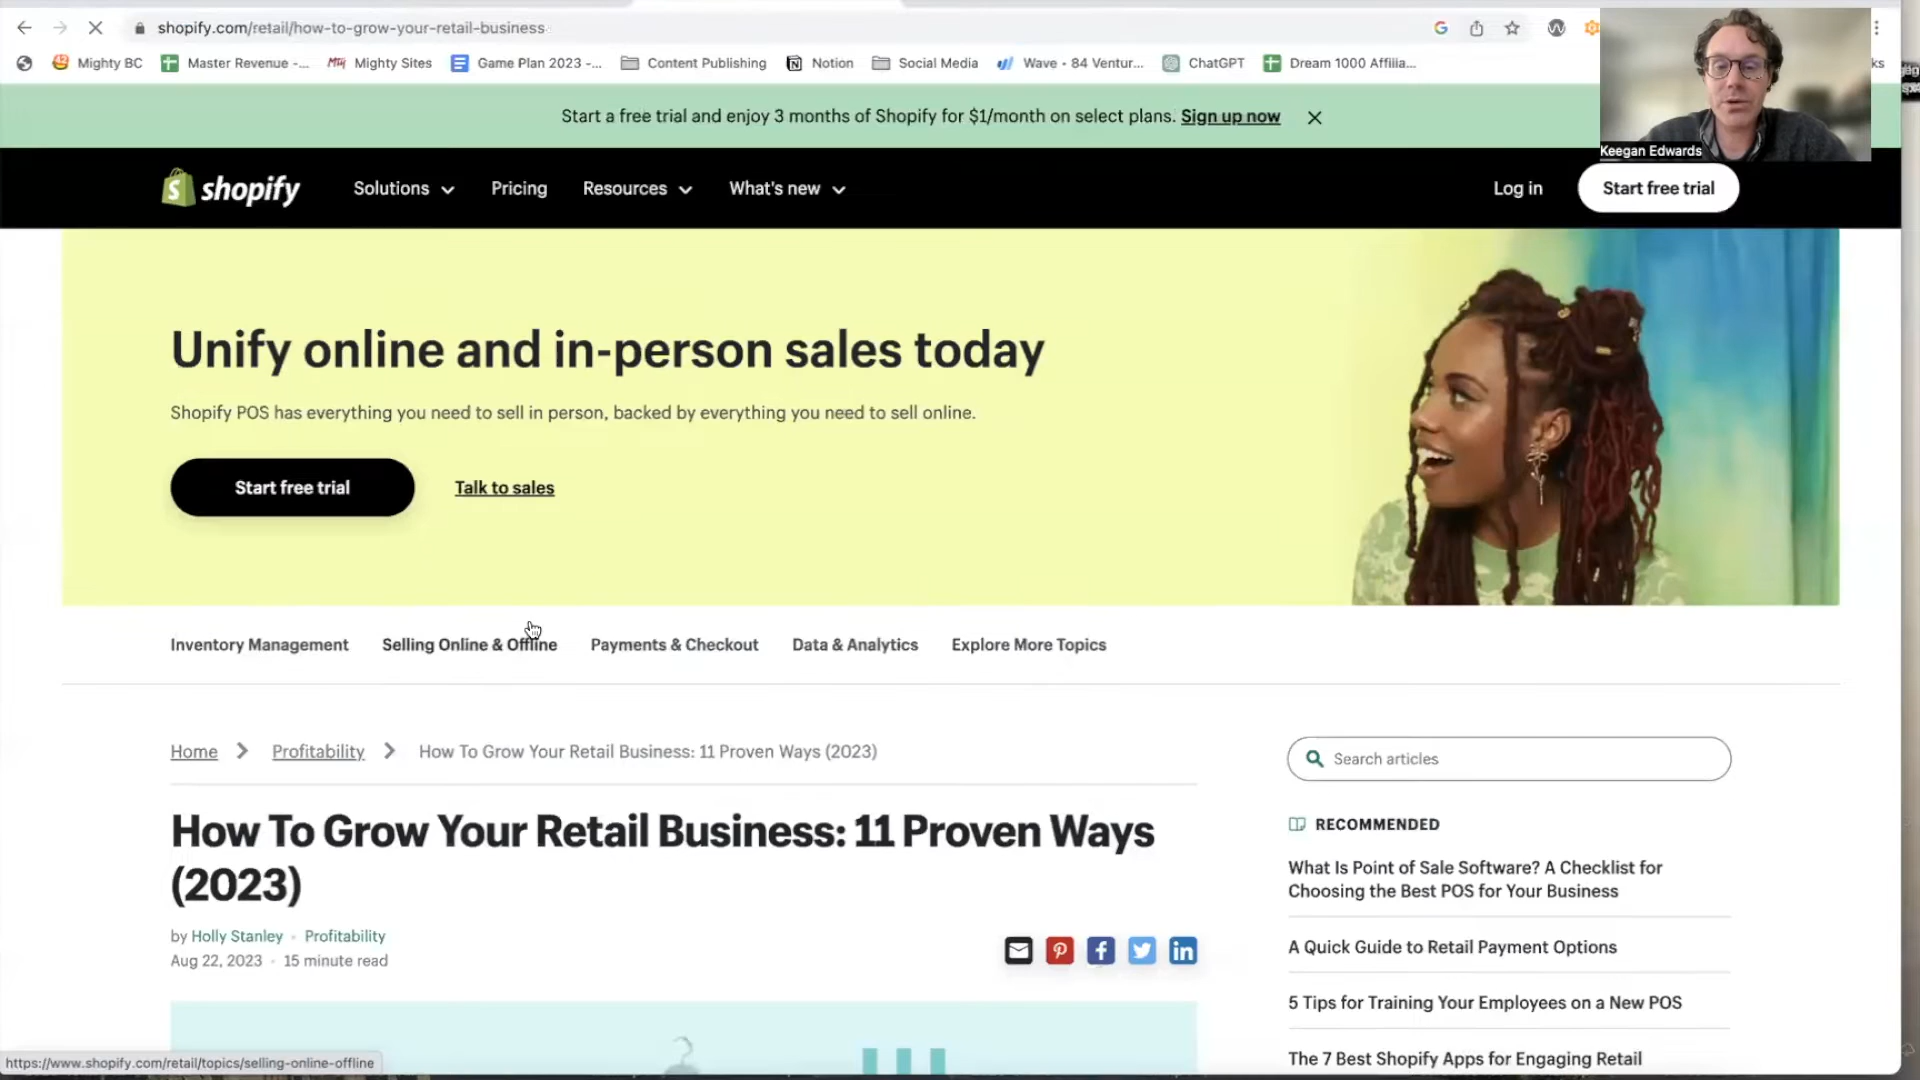 shopify.com/retail/how-to-grow-your-retail-business
Mighty BC
Master Revenue -...
Mighty Sites
Game Plan 2023 -...
Content Publishing
Notion
Social Media
Wave - 84 Ventur...
ChatGPT
Dream 1000 Affilia...
Keegan Edwards
Start a free trial and enjoy 3 months of Shopify for $1/month on select plans. Sign up now
shopify
Solutions
Pricing
Resources
What's new
Log in
Start free trial
Unify online and in-person sales today
Shopify POS has everything you need to sell in person, backed by everything you need to sell online.
Start free trial
Talk to sales
Inventory Management
Selling Online & Offline
Payments & Checkout
Data & Analytics
Explore More Topics
Home
Profitability
How To Grow Your Retail Business: 11 Proven Ways (2023)
How To Grow Your Retail Business: 11 Proven Ways
(2023)
by Holly Stanley • Profitability
Aug 22, 2023 • 15 minute read
Search articles
RECOMMENDED
What Is Point of Sale Software? A Checklist for
Choosing the Best POS for Your Business
A Quick Guide to Retail Payment Options
5 Tips for Training Your Employees on a New POS
The 7 Best Shopify Apps for Engaging Retail
https://www.shopify.com/retail/topics/selling-online-offline